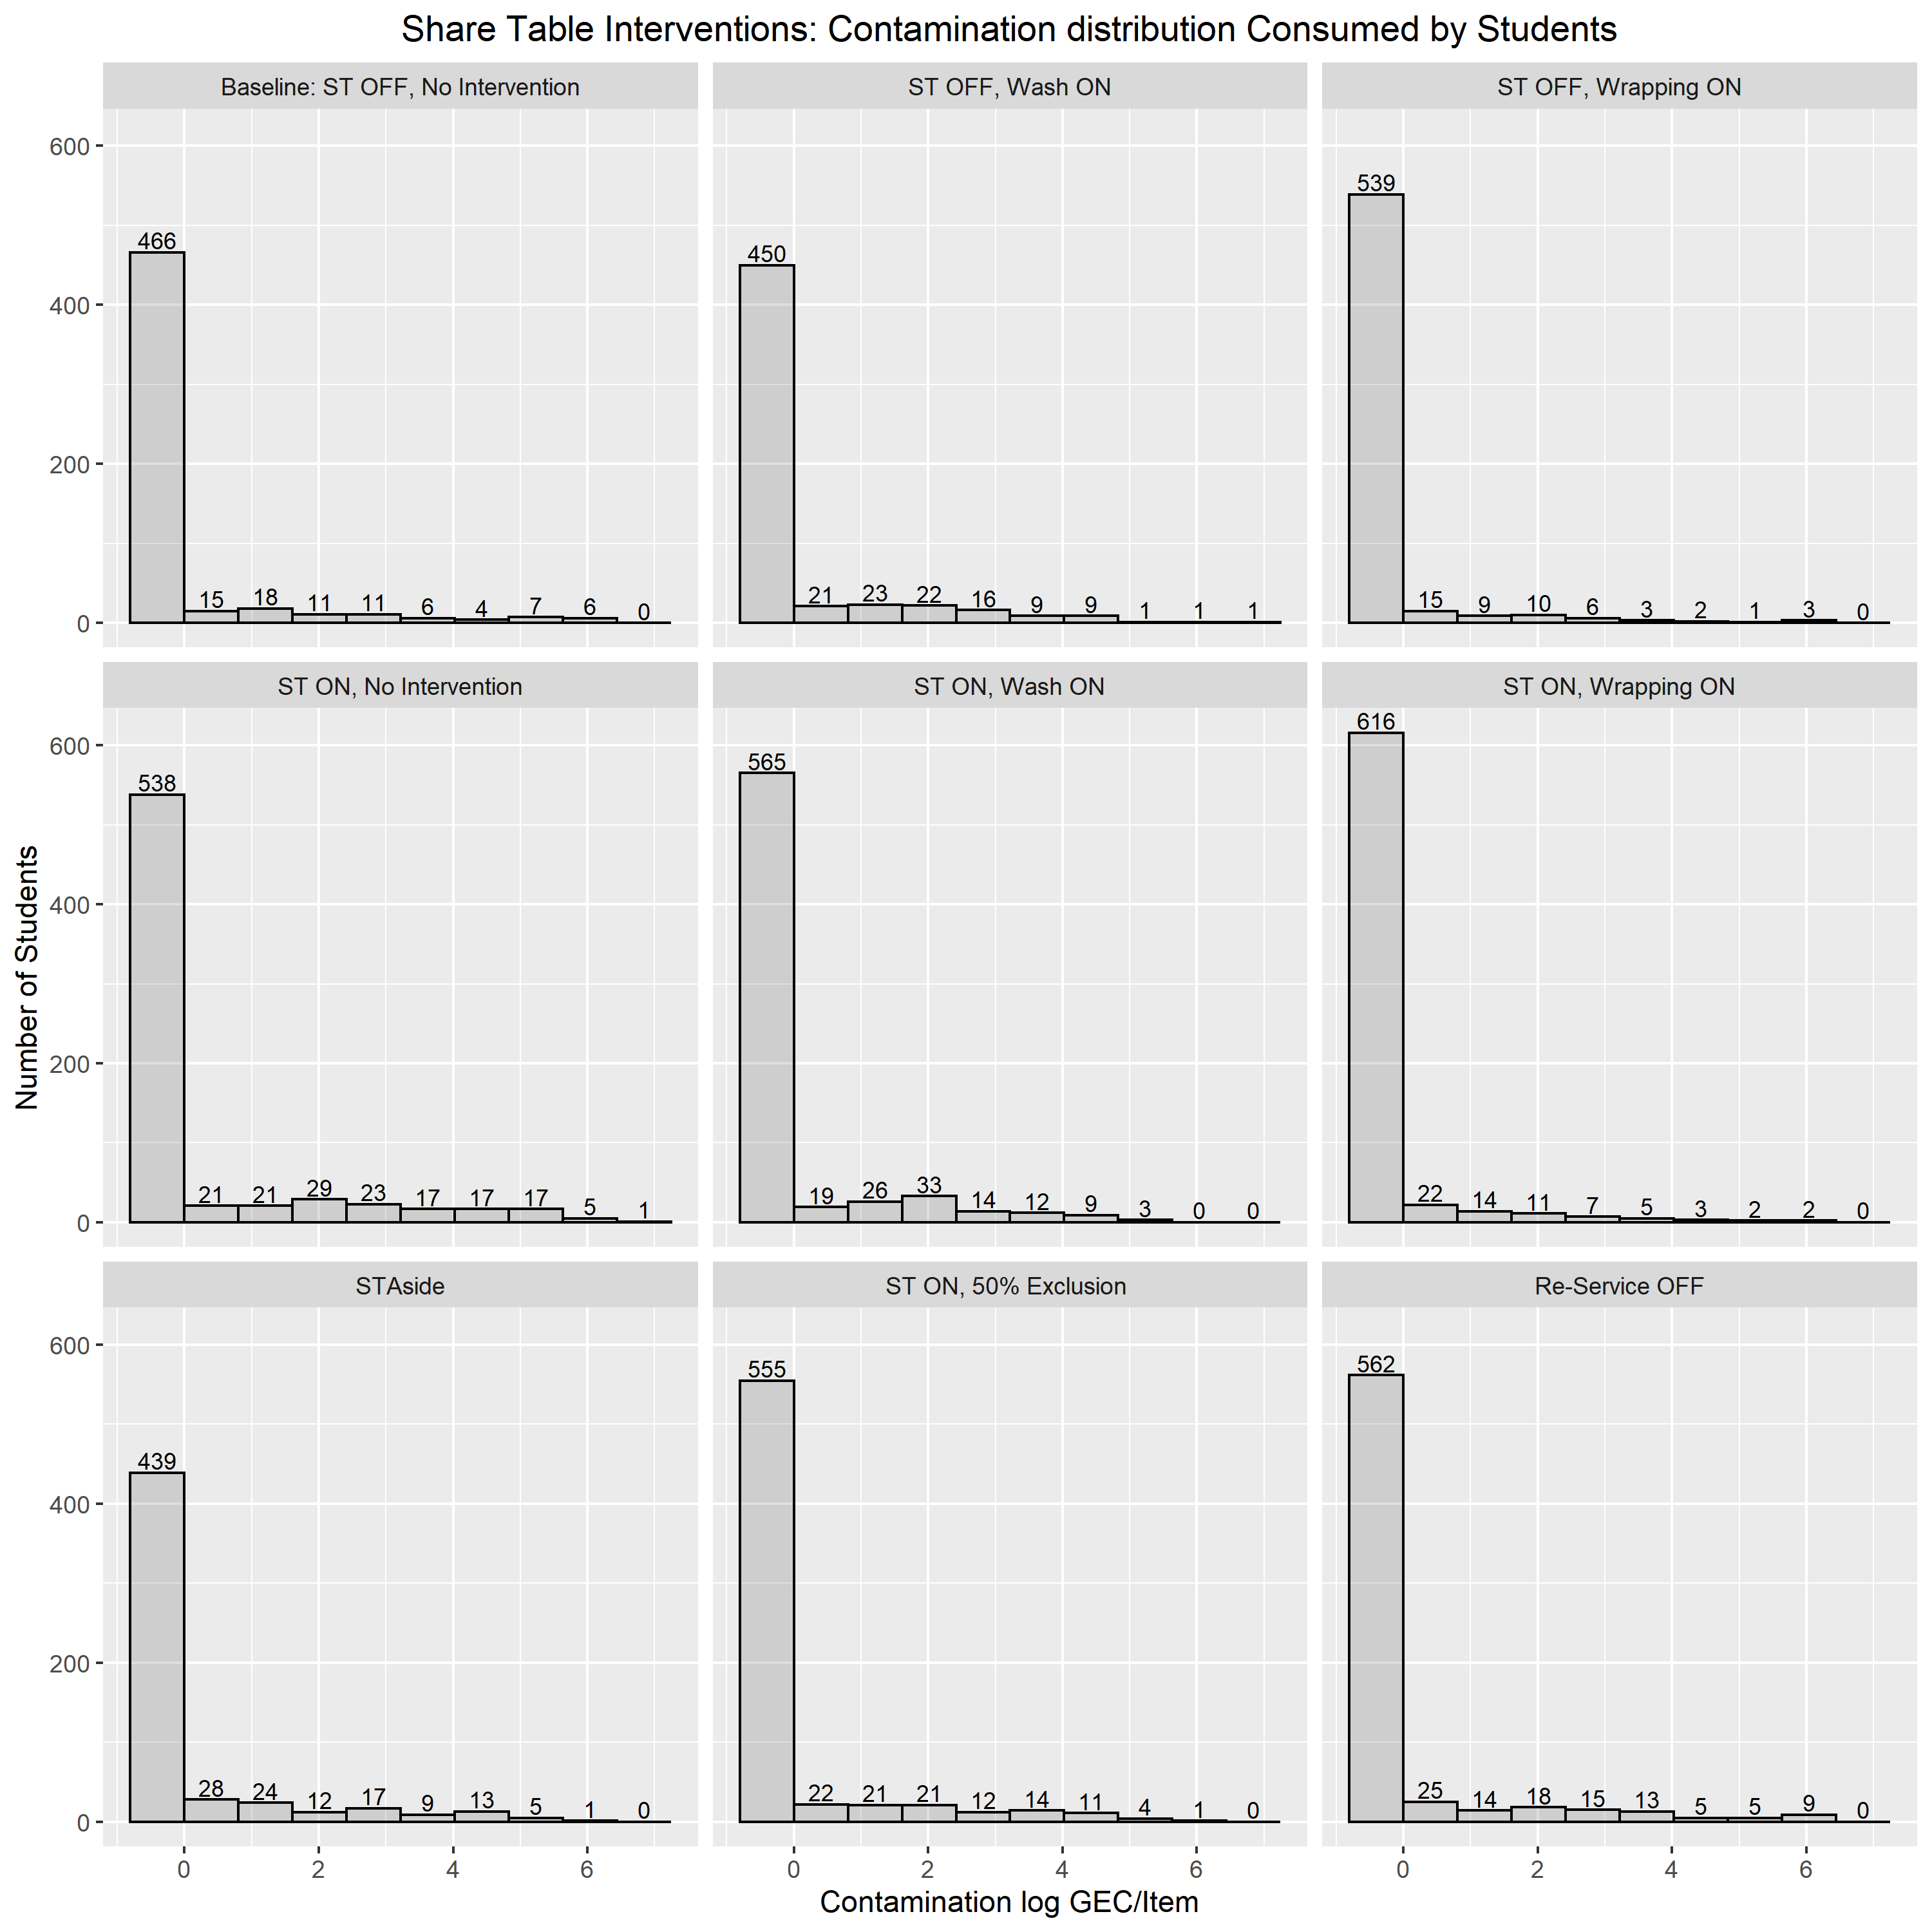 Share Table Interventions: Contamination distribution Consumed by Students
Baseline: ST OFF, No Intervention
ST OFF, Wash ON
ST OFF, Wrapping ON
600
400
200
0
466
15 18 11 11 6 4 7 6 0
450
21 23 22 16 9 9 1 1 1
539
15 9 10 6 3 2 1 3 0
ST ON, No Intervention
ST ON, Wash ON
ST ON, Wrapping ON
600
400
200
0
538
21 21 29 23 17 17 17 5 1
565
19 26 33 14 12 9 3 0 0
616
22 14 11 7 5 3 2 2 0
Number of Students
STAside
ST ON, 50% Exclusion
Re-Service OFF
600
400
200
0
439
28 24 12 17 9 13 5 1 0
555
22 21 21 12 14 11 4 1 0
562
25 14 18 15 13 5 5 9 0
0 2 4 6
0 2 4 6
0 2 4 6
Contamination log GEC/Item